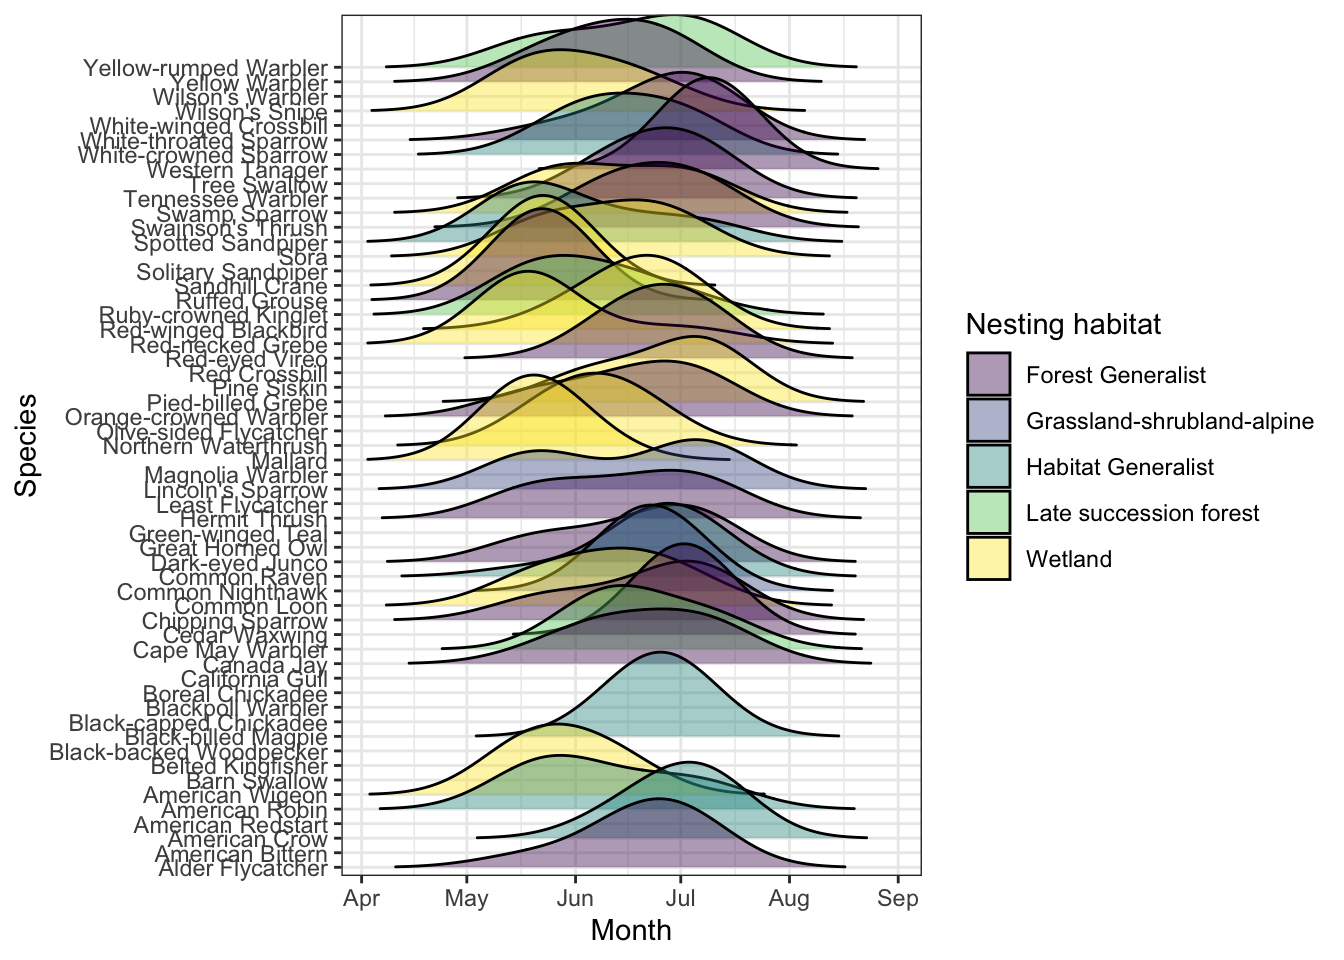 Yellow-rumped Warbler
Yellow Warbler
Wilson's Warbler
Wilson's Snipe
White-winged Crossbill
White-throated Sparrow
White-crowned Sparrow
Western Tanager
Tree Swallow
Tennessee Warbler
Swamp Sparrow
Swainson's Thrush
Spotted Sandpiper
Sora
Solitary Sandpiper
Sandhill Crane
Ruffed Grouse
Ruby-crowned Kinglet
Red-winged Blackbird
Red-necked Grebe
Red-eyed Vireo
Red Crossbill
Pine Siskin
Pied-billed Grebe
Orange-crowned Warbler
Olive-sided Flycatcher
Northern Waterthrush
Mallard
Magnolia Warbler
Lincoln's Sparrow
Least Flycatcher
Hermit Thrush
Green-winged Teal
Great Horned Owl
Dark-eyed Junco
Common Raven
Common Nighthawk
Common Loon
Chipping Sparrow
Cedar Waxwing
Cape May Warbler
Canada Jay
California Gull
Boreal Chickadee
Blackpoll Warbler
Black-capped Chickadee
Black-billed Magpie
Black-backed Woodpecker
Belted Kingfisher
Barn Swallow
American Wigeon
American Robin
American Redstart
American Crow
American Bittern
Alder Flycatcher
Species
Apr May Jun Jul Aug Sep
Month
Nesting habitat
Forest Generalist
Grassland-shrubland-alpine
Habitat Generalist
Late succession forest
Wetland